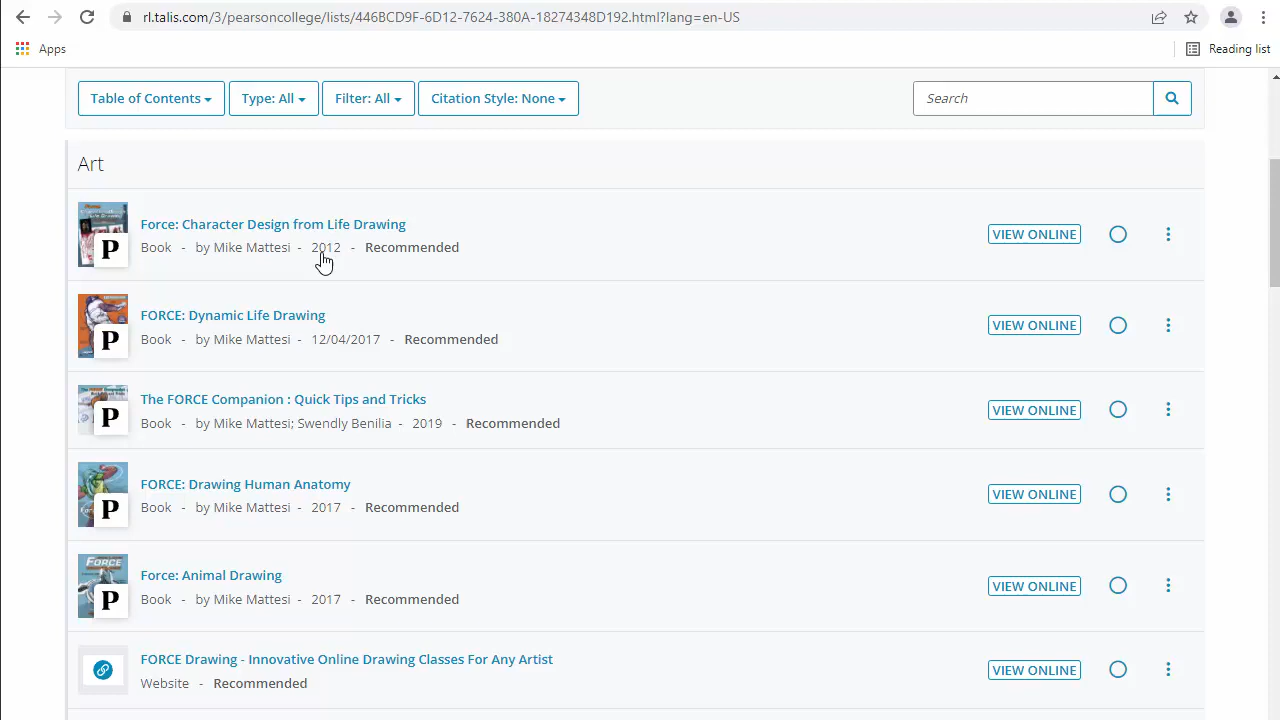 rl.talis.com/3/pearsoncollege/lists/446BCD9F-6D12-7624-380A-18274348D192.html?lang=en-US
Apps
Reading list
Table of Contents
Type: All
Filter: All
Citation Style: None
Search
Art
Force: Character Design from Life Drawing
Book - by Mike Mattesi - 2012 - Recommended
VIEW ONLINE
P
FORCE: Dynamic Life Drawing
Book - by Mike Mattesi - 12/04/2017 - Recommended
VIEW ONLINE
P
The FORCE Companion : Quick Tips and Tricks
Book - by Mike Mattesi; Swendly Benilia - 2019 - Recommended
VIEW ONLINE
P
FORCE: Drawing Human Anatomy
Book - by Mike Mattesi - 2017 - Recommended
VIEW ONLINE
P
Force: Animal Drawing
Book - by Mike Mattesi - 2017 - Recommended
VIEW ONLINE
FORCE
P
FORCE Drawing - Innovative Online Drawing Classes For Any Artist
Website - Recommended
VIEW ONLINE